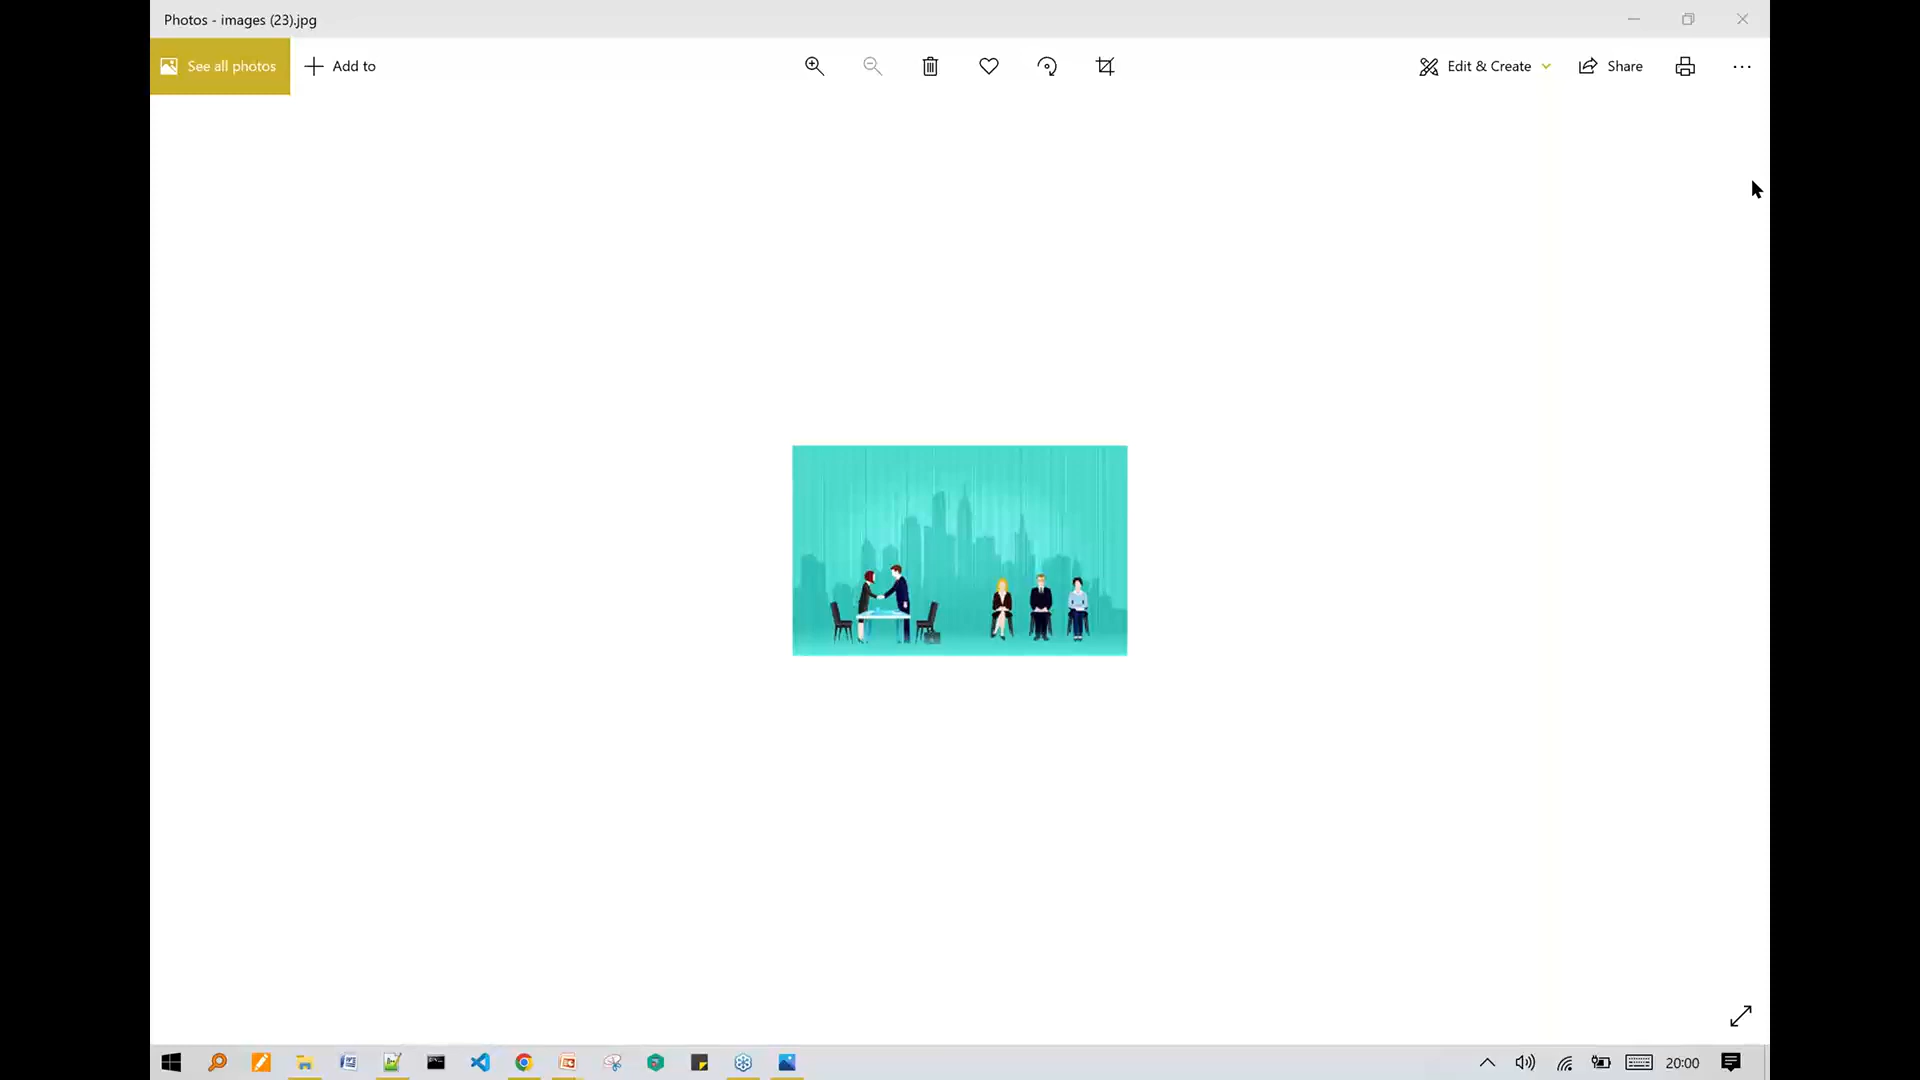 Photos - images (23).jpg
See all photos
Add to
Edit & Create
Share
20:00